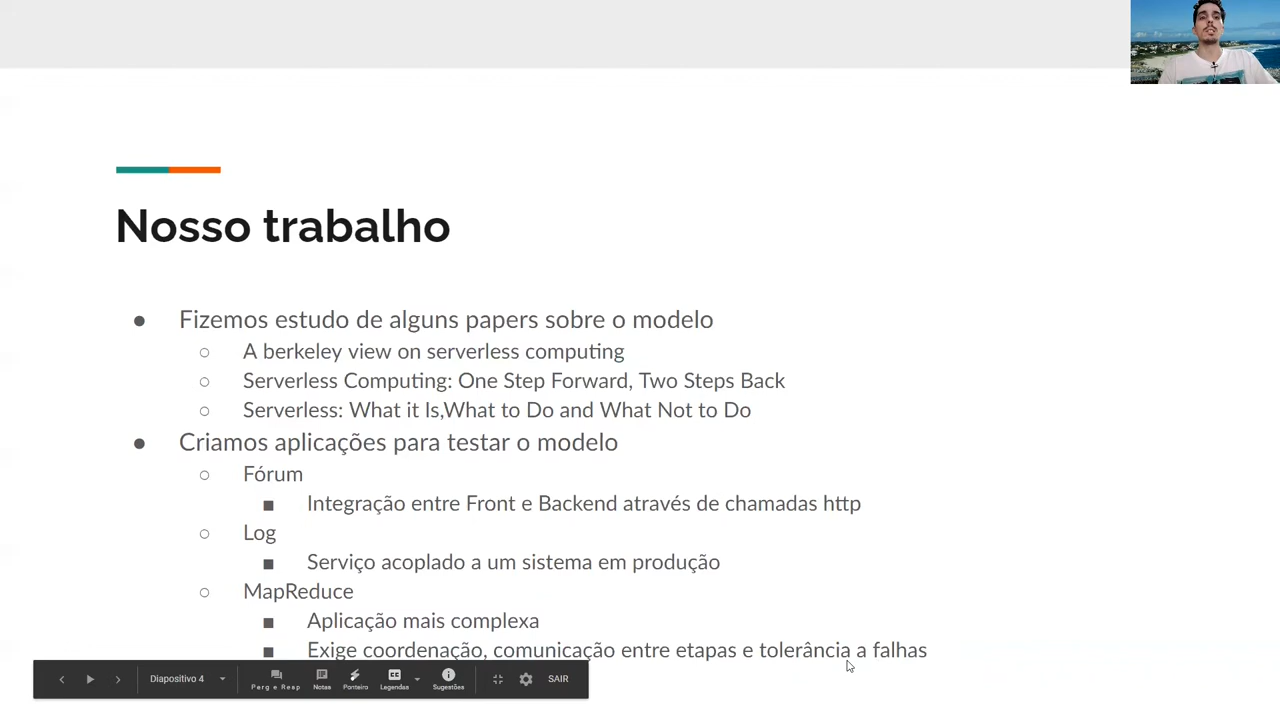 Nosso trabalho
● Fizemos estudo de alguns papers sobre o modelo
○ A berkeley view on serverless computing
○ Serverless Computing: One Step Forward, Two Steps Back
○ Serverless: What it Is,What to Do and What Not to Do
● Criamos aplicações para testar o modelo
○ Fórum
■ Integração entre Front e Backend através de chamadas http
○ Log
■ Serviço acoplado a um sistema em produção
○ MapReduce
■ Aplicação mais complexa
■ Exige coordenação, comunicação entre etapas e tolerância a falhas
Diapositivo 4 Perg e Resp Notas Ponteiro Legendas Sugestões SAIR